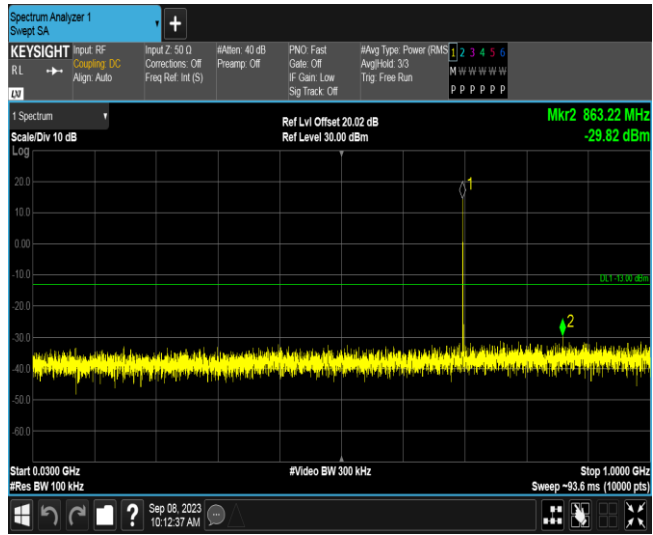 Spectrum Analyzer 1
Swept SA
+
KEYSIGHT
RL
LXI
Input: RF
Coupling: DC
Align: Auto
Input Z: 50 Ω
Corrections: Off
Freq Ref: Int (S)
#Atten: 40 dB
Preamp: Off
PNO: Fast
Gate: Off
IF Gain: Low
Sig Track: Off
#Avg Type: Power (RMS
Avg|Hold: 3/3
Trig: Free Run
1 2 3 4 5 6
M W W W W W
P P P P P P
1 Spectrum
Scale/Div 10 dB
Log
Ref Lvl Offset 20.02 dB
Ref Level 30.00 dBm
Mkr2 863.22 MHz
-29.82 dBm
20.0
10.0
0.00
-10.0
-20.0
-30.0
-40.0
-50.0
-60.0
1
DL1 -13.00 dBm
2
Start 0.0300 GHz
#Res BW 100 kHz
#Video BW 300 kHz
Stop 1.0000 GHz
Sweep ~93.6 ms (10000 pts)
?
Sep 08, 2023
10:12:37 AM